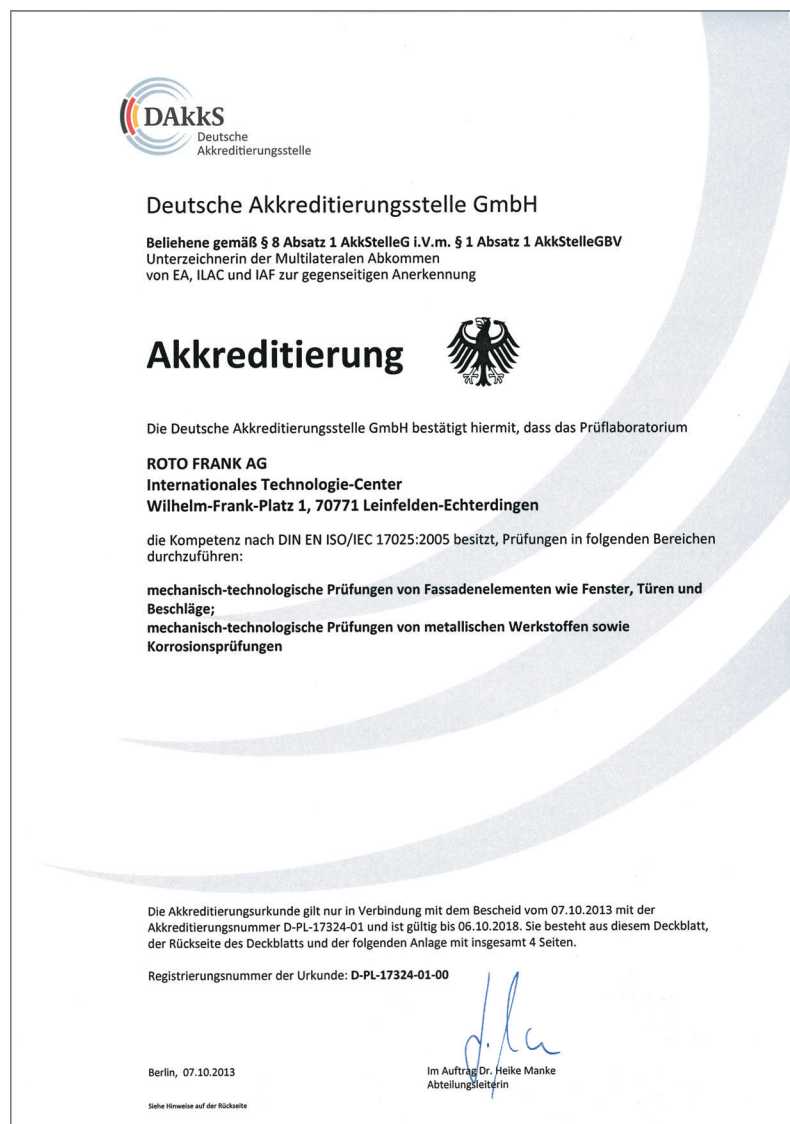 DAkkS
Deutsche
Akkreditierungsstelle
Deutsche Akkreditierungsstelle GmbH
Beliehene gemäß § 8 Absatz 1 AkkStelleG i.V.m. § 1 Absatz 1 AkkStelleGBV
Unterzeichnerin der Multilateralen Abkommen
von EA, ILAC und IAF zur gegenseitigen Anerkennung
Akkreditierung
Die Deutsche Akkreditierungsstelle GmbH bestätigt hiermit, dass das Prüflaboratorium
ROTO FRANK AG
Internationales Technologie-Center
Wilhelm-Frank-Platz 1, 70771 Leinfelden-Echterdingen
die Kompetenz nach DIN EN ISO/IEC 17025:2005 besitzt, Prüfungen in folgenden Bereichen
durchzuführen:
mechanisch-technologische Prüfungen von Fassadenelementen wie Fenster, Türen und
Beschläge;
mechanisch-technologische Prüfungen von metallischen Werkstoffen sowie
Korrosionsprüfungen
Die Akkreditierungsurkunde gilt nur in Verbindung mit dem Bescheid vom 07.10.2013 mit der
Akkreditierungsnummer D-PL-17324-01 und ist gültig bis 06.10.2018. Sie besteht aus diesem Deckblatt,
der Rückseite des Deckblatts und der folgenden Anlage mit insgesamt 4 Seiten.
Registrierungsnummer der Urkunde: D-PL-17324-01-00
Berlin, 07.10.2013
Im Auftrag Dr. Heike Manke
Abteilungsleiterin
Siehe Hinweise auf der Rückseite